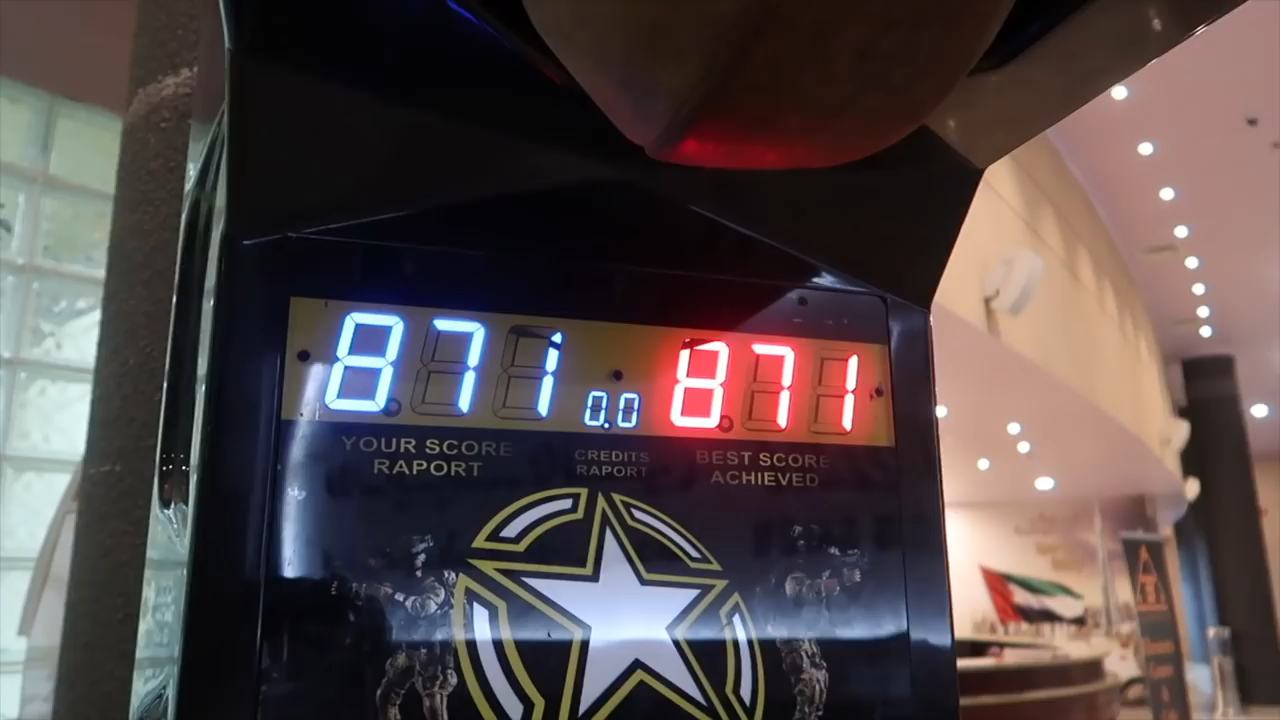 871 0.0 871
YOUR SCORE
RAPORT
CREDITS
RAPORT
BEST SCORE
ACHIEVED